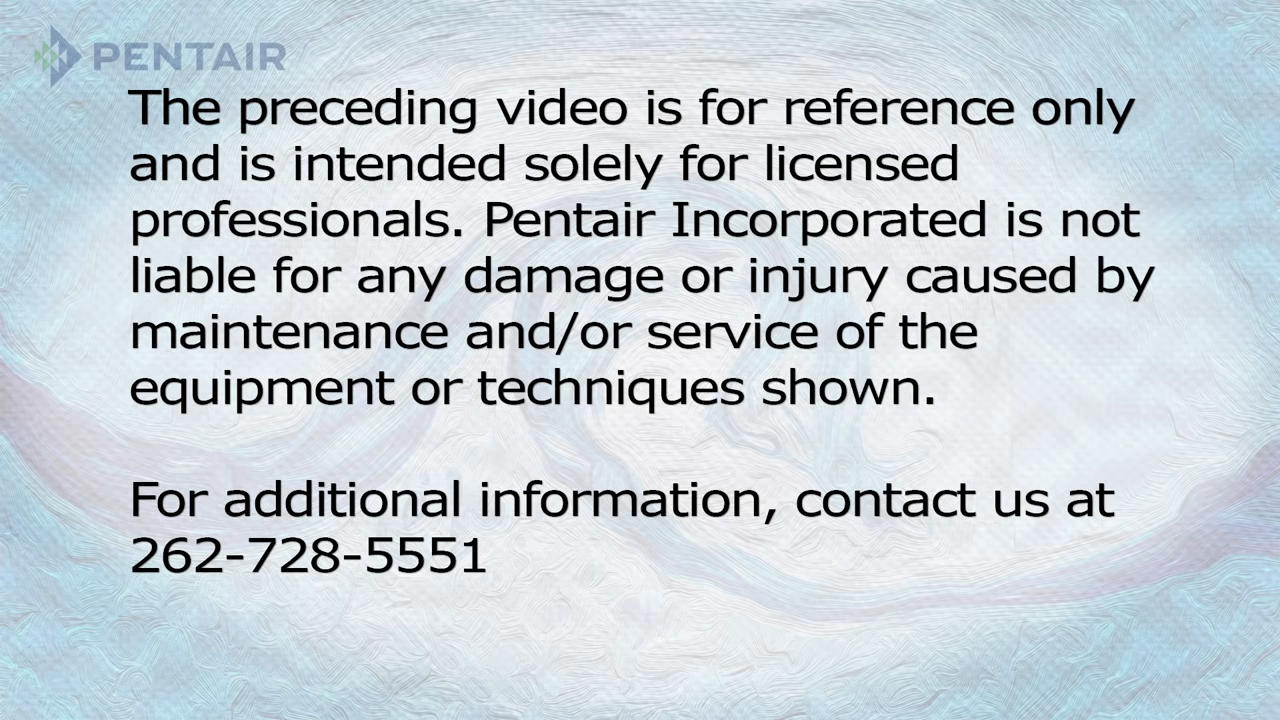 PENTAIR
The preceding video is for reference only
and is intended solely for licensed
professionals. Pentair Incorporated is not
liable for any damage or injury caused by
maintenance and/or service of the
equipment or techniques shown.
For additional information, contact us at
262-728-5551